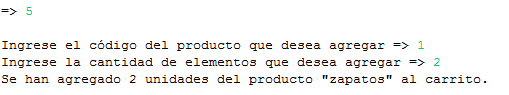 => 5
Ingrese el código del producto que desea agregar => 1
Ingrese la cantidad de elementos que desea agregar => 2
Se han agregado 2 unidades del producto "zapatos" al carrito.